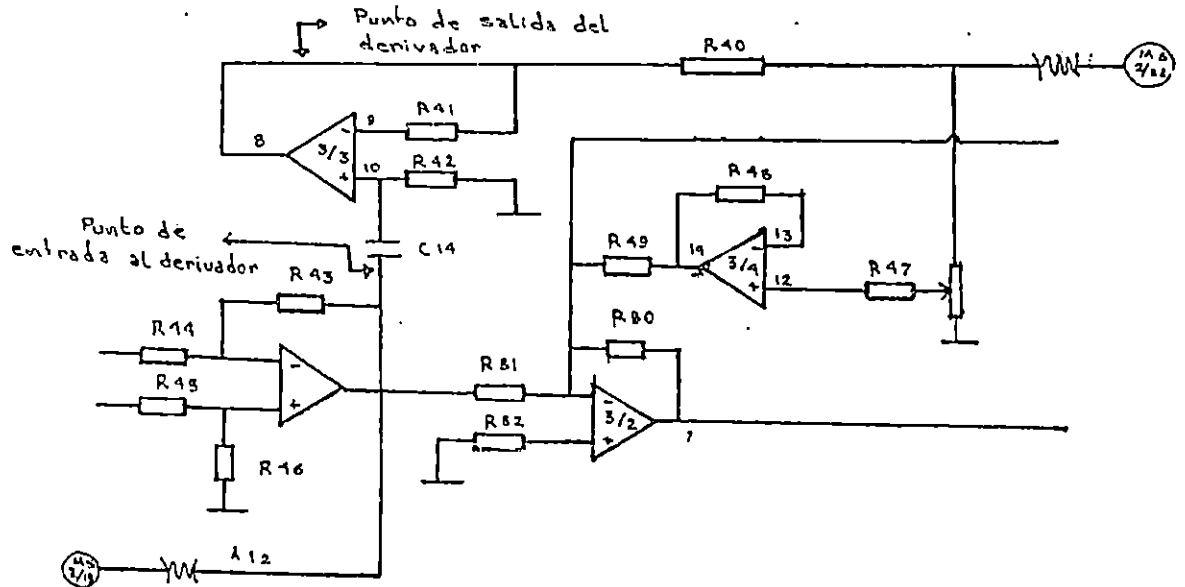 Punto de salida del
derivador
R40
R41
9
8
3/3
10
R42
R48
Punto de
entrada al derivador
C14
R49
14
13
3/4
12
R47
R43
R44
R80
R45
R81
3/2
R82
7
R46
A12
-
+
-
+
-
+
-
+